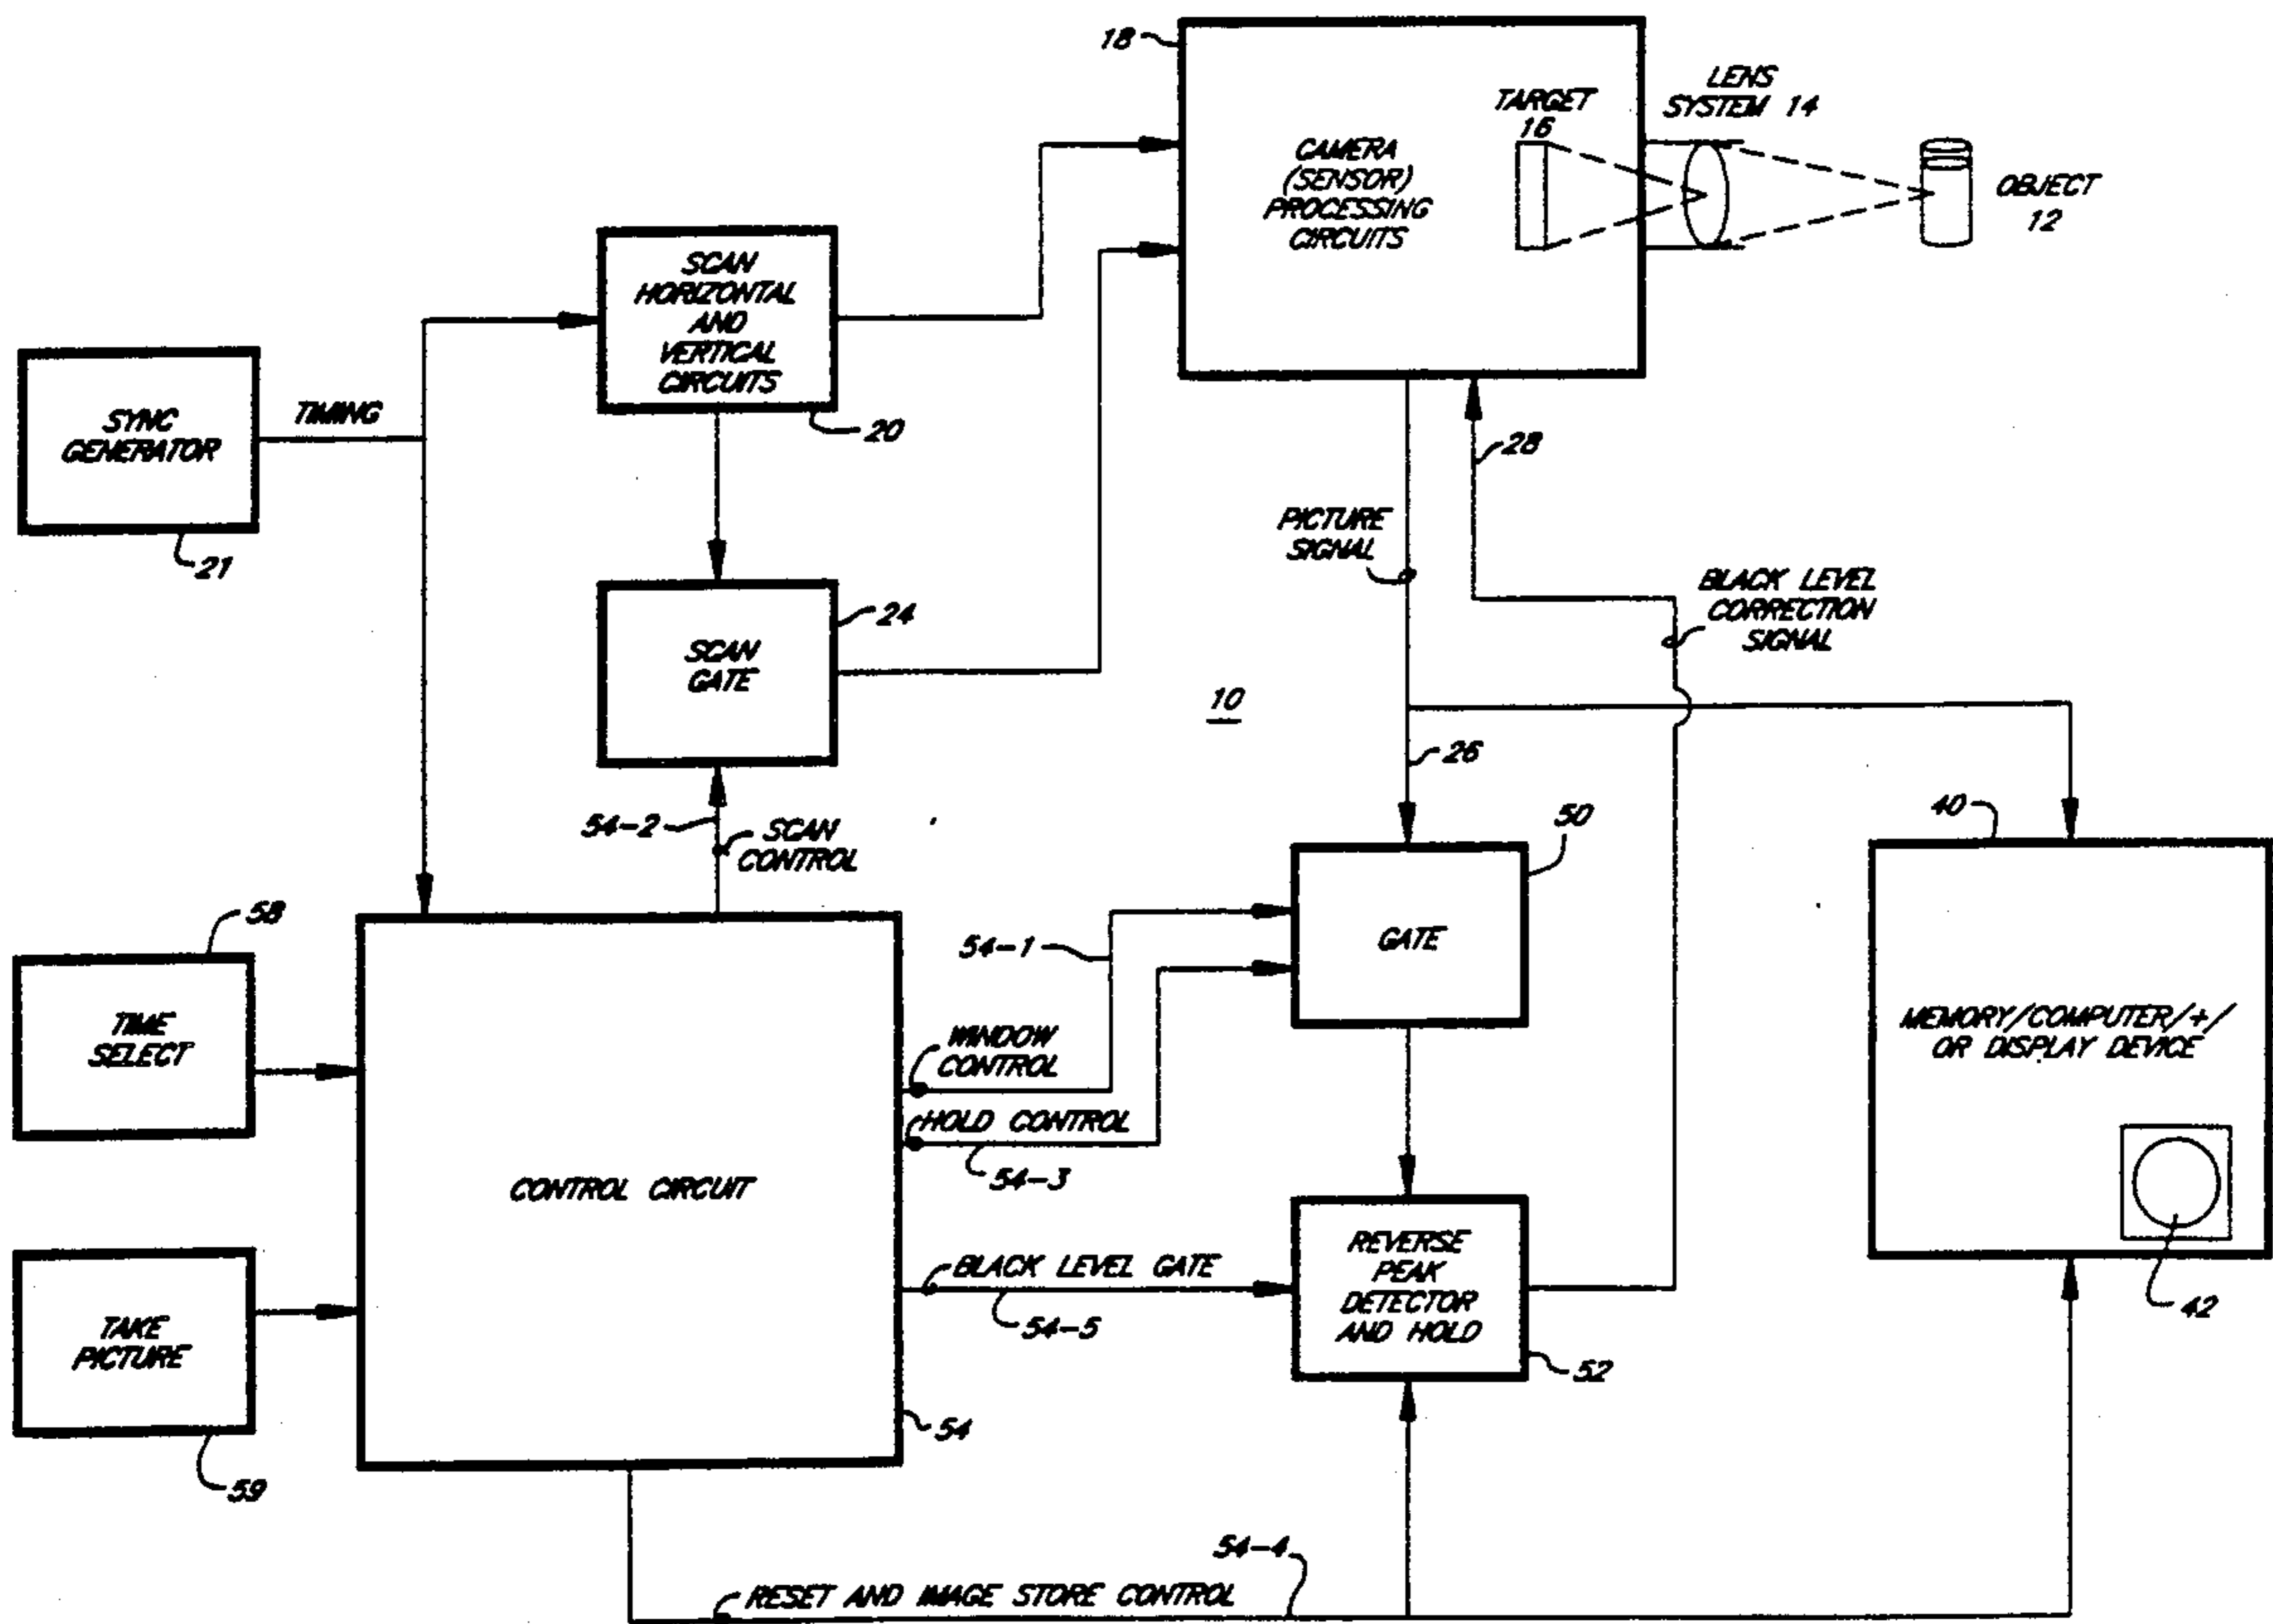 18
TARGET
16
LENS
SYSTEM 14
CAMERA
(SENSOR)
PROCESSING
CIRCUITS
OBJECT
12
SCAN
HORIZONTAL
AND
VERTICAL
CIRCUITS
20
SYNC
GENERATOR
21
TIMING
28
PICTURE
SIGNAL
BLACK LEVEL
CORRECTION
SIGNAL
SCAN
GATE
24
10
26
54-2
SCAN
CONTROL
50
40
58
TIME
SELECT
54-1
GATE
WINDOW
CONTROL
HOLD CONTROL
54-3
MEMORY/COMPUTER/+/
OR DISPLAY DEVICE
42
CONTROL CIRCUIT
54
BLACK LEVEL GATE
54-5
REVERSE
PEAK
DETECTOR
AND HOLD
52
TAKE
PICTURE
59
54-4
RESET AND IMAGE STORE CONTROL